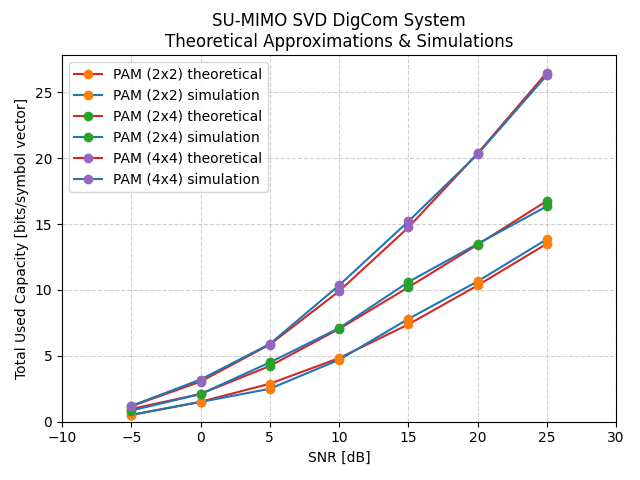 SU-MIMO SVD DigCom System
Theoretical Approximations & Simulations
PAM (2x2) theoretical
PAM (2x2) simulation
PAM (2x4) theoretical
PAM (2x4) simulation
PAM (4x4) theoretical
PAM (4x4) simulation
Total Used Capacity [bits/symbol vector]
25
20
15
10
5
0
−10
−5
0
5
10
15
20
25
30
SNR [dB]